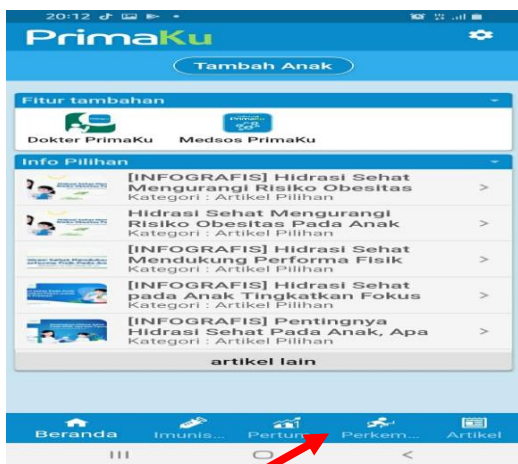 20:12
PrimaKu
Tambah Anak
Fitur tambahan
Dokter PrimaKu
Medsos PrimaKu
Info Pilihan
[INFOGRAFIS] Hidrasi Sehat
Mengurangi Risiko Obesitas
Kategori : Artikel Pilihan
Hidrasi Sehat Mengurangi
Risiko Obesitas Pada Anak
Kategori : Artikel Pilihan
[INFOGRAFIS] Hidrasi Sehat
Mendukung Performa Fisik
Kategori : Artikel Pilihan
[INFOGRAFIS] Hidrasi Sehat
pada Anak Tingkatkan Fokus
Kategori : Artikel Pilihan
[INFOGRAFIS] Pentingnya
Hidrasi Sehat Pada Anak, Apa
Kategori : Artikel Pilihan
artikel lain
Beranda
Imunis...
Pertum...
Perkem...
Artikel